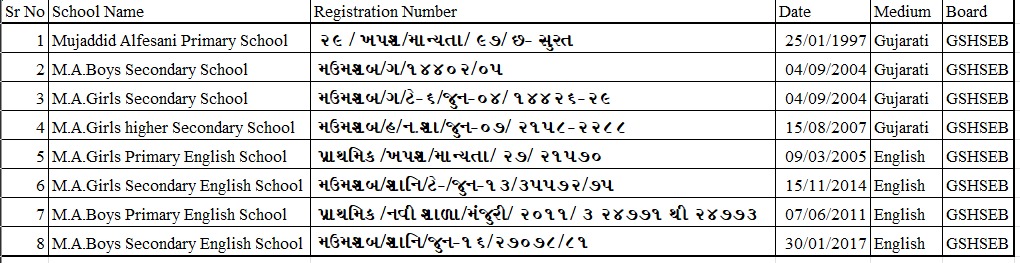 Sr No School Name Registration Number Date Medium Board
1 Mujaddid Alfesani Primary School ૨૯ / ખપશ/માન્યતા/ ૯૭/ છ- સુરત 25/01/1997 Gujarati GSHSEB
2 M.A.Boys Secondary School મઉમશબ/ગ/૧૪૪૦૨/૦૫ 04/09/2004 Gujarati GSHSEB
3 M.A.Girls Secondary School મઉમશબ/ગ/ટે-૬/જુન-૦૪/ ૧૪૪૨૬-૨૯ 04/09/2004 Gujarati GSHSEB
4 M.A.Girls higher Secondary School મઉમશબ/હ/ન.શા/જુન-૦૭/ ૨૧૫૮-૨૨૮૮ 15/08/2007 Gujarati GSHSEB
5 M.A.Girls Primary English School પ્રાથમિક /ખપશ/માન્યતા/ ૨૭/ ૨૧૫૭૦ 09/03/2005 English GSHSEB
6 M.A.Girls Secondary English School મઉમશબ/શાનિ/ટે-/જુન-૧૩/૩૫૫૭૨/૭૫ 15/11/2014 English GSHSEB
7 M.A.Boys Primary English School પ્રાથમિક /નવી શાળા/મંજુરી/ ૨૦૧૧/ ૩ ૨૪૭૭૧ થી ૨૪૭૭૩ 07/06/2011 English GSHSEB
8 M.A.Boys Secondary English School મઉમશબ/શાનિ/જુન-૧૬/૨૭૦૭૮/૮૧ 30/01/2017 English GSHSEB